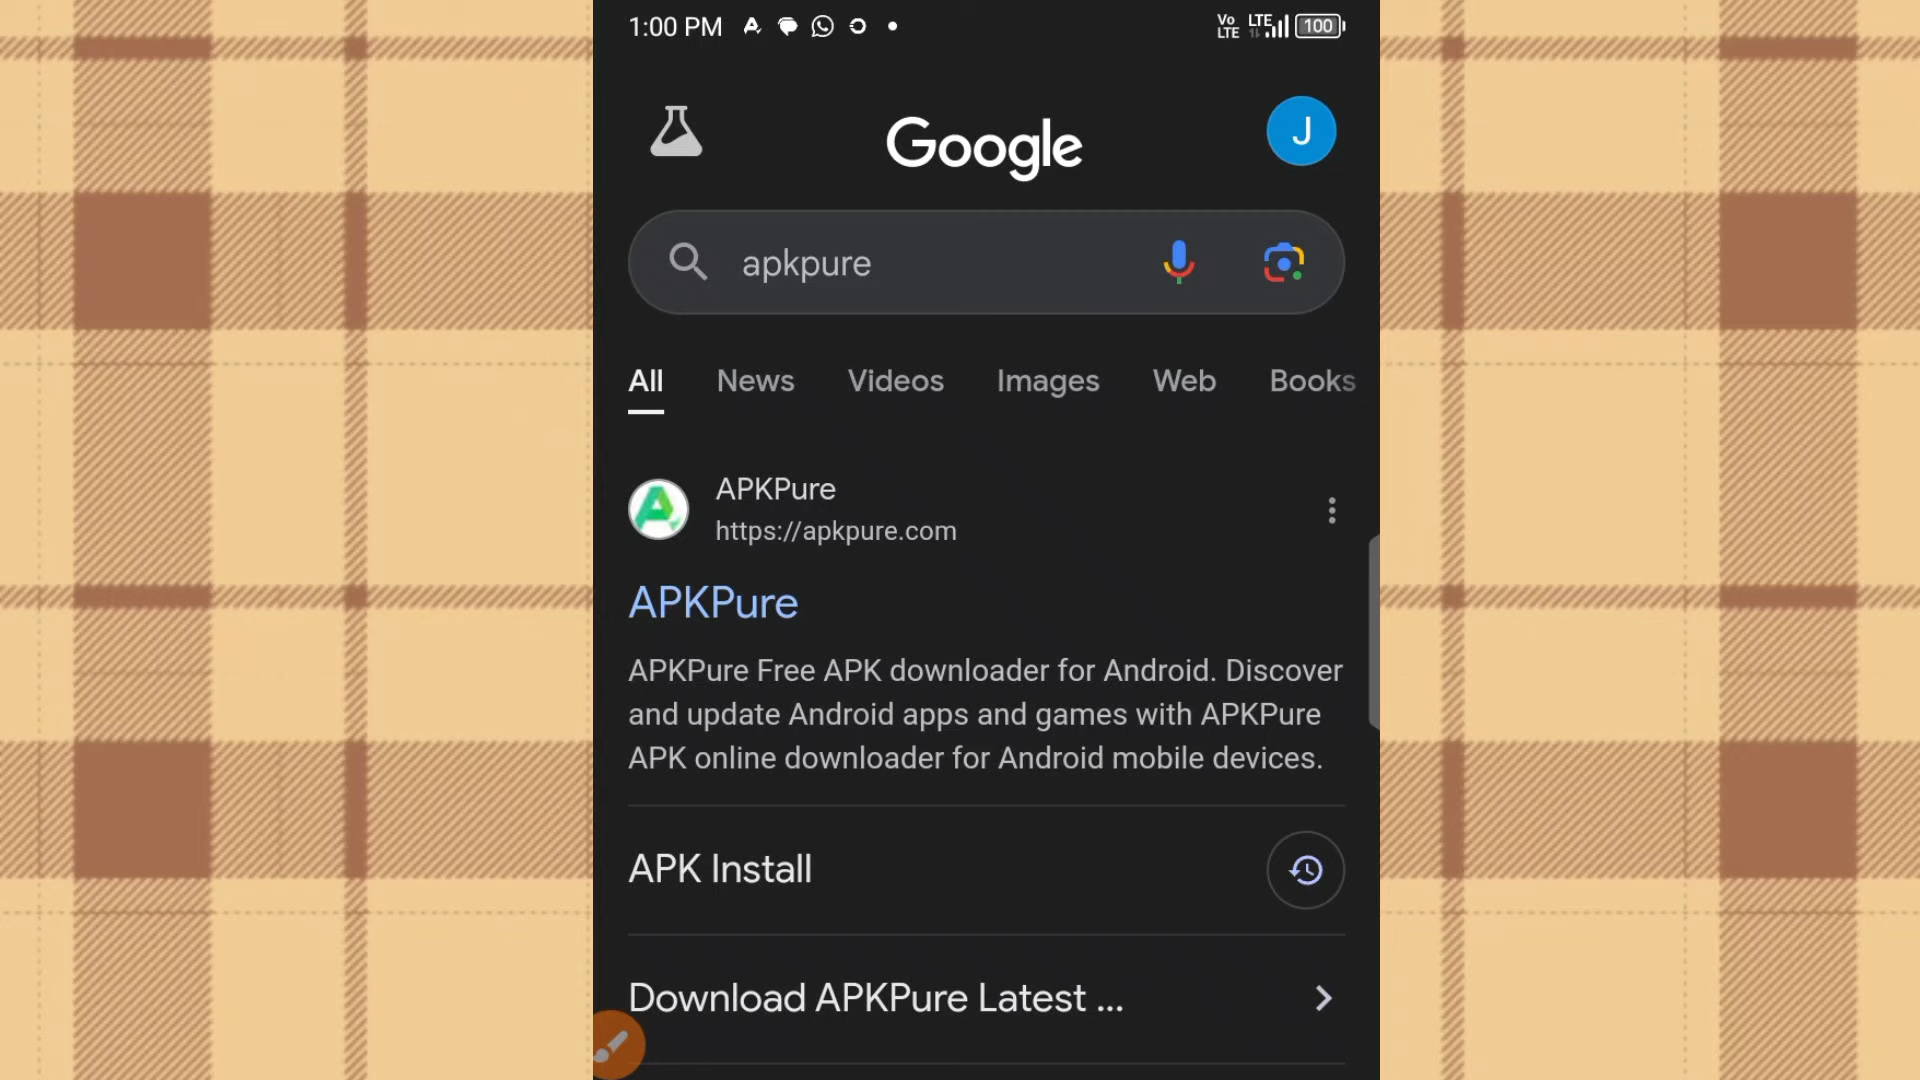 1:00 PM
Vo
LTE
LTE
100
Google
J
apkpure
All
News
Videos
Images
Web
Books
APKPure
https://apkpure.com
APKPure
APKPure Free APK downloader for Android. Discover
and update Android apps and games with APKPure
APK online downloader for Android mobile devices.
APK Install
Download APKPure Latest ...